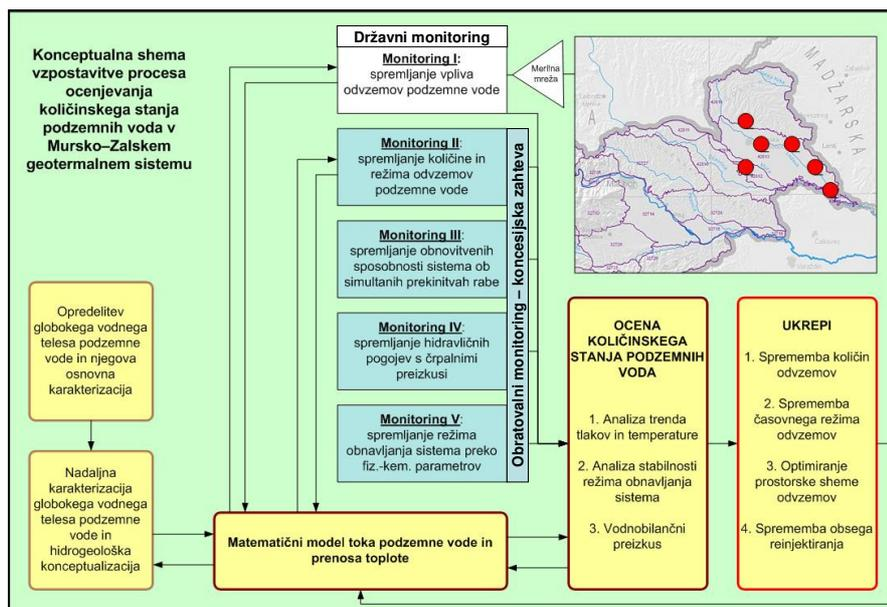 Konceptualna shema
vzpostavitve procesa
ocenjevanja
količinskega stanja
podzemnih voda v
Mursko–Zalskem
geotermalnem sistemu
Državni monitoring
Monitoring I:
spremljanje vpliva
odvzemov podzemne vode
Merilna
mreža
MADŽARSKA
Monitoring II:
spremljanje količine in
režima odvzemov
podzemne vode
Monitoring III:
spremljanje obnovitvenih
sposobnosti sistema ob
simultanih prekinitvah rabe
Monitoring IV:
spremljanje hidravličnih
pogojev s črpalnimi
preizkusi
Monitoring V:
spremljanje režima
obnavljanja sistema preko
fiz.-kem. parametrov
Obratovalni monitoring – koncesijska zahteva
Opredelitev
globokega vodnega
telesa podzemne
vode in njegova
osnovna
karakterizacija
Nadaljna
karakterizacija
globokega vodnega
telesa podzemne
vode in
hidrogeološka
konceptualizacija
Matematični model toka podzemne vode in
prenosa toplote
OCENA
KOLIČINSKEGA
STANJA PODZEMNIH
VODA
1. Analiza trenda
tlakov in temperature
2. Analiza stabilnosti
režima obnavljanja
sistema
3. Vodnobilančni
preizkus
UKREPI
1. Sprememba količin
odvzemov
2. Sprememba
časovnega režima
odvzemov
3. Optimiranje
prostorske sheme
odvzemov
4. Sprememba obsega
reinjektiranja